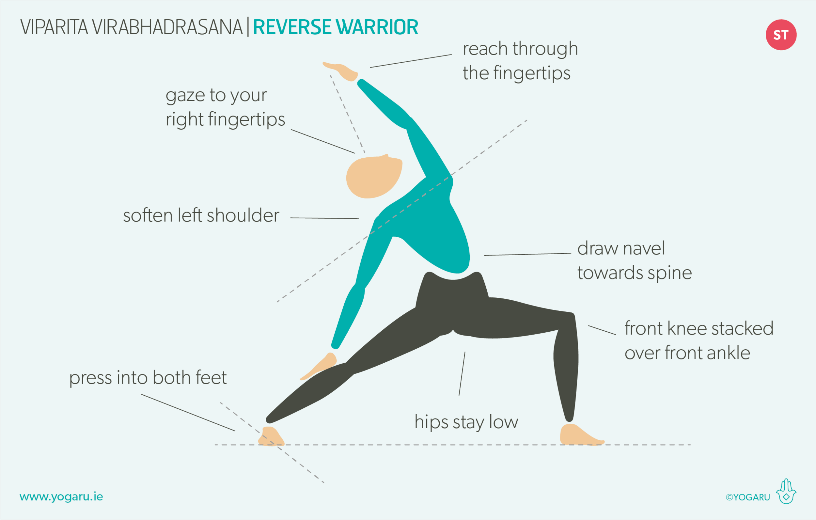 VIPARITA VIRABHADRASANA | REVERSE WARRIOR
ST
reach through
the fingertips
gaze to your
right fingertips
soften left shoulder
draw navel
towards spine
front knee stacked
over front ankle
press into both feet
hips stay low
www.yogaru.ie
©YOGARU